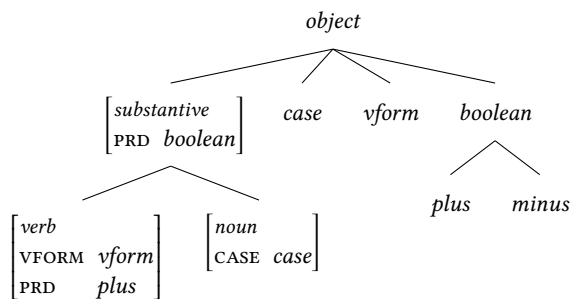 object
substantive case vform boolean
PRD boolean
plus minus
verb noun
VFORM vform CASE case
PRD plus